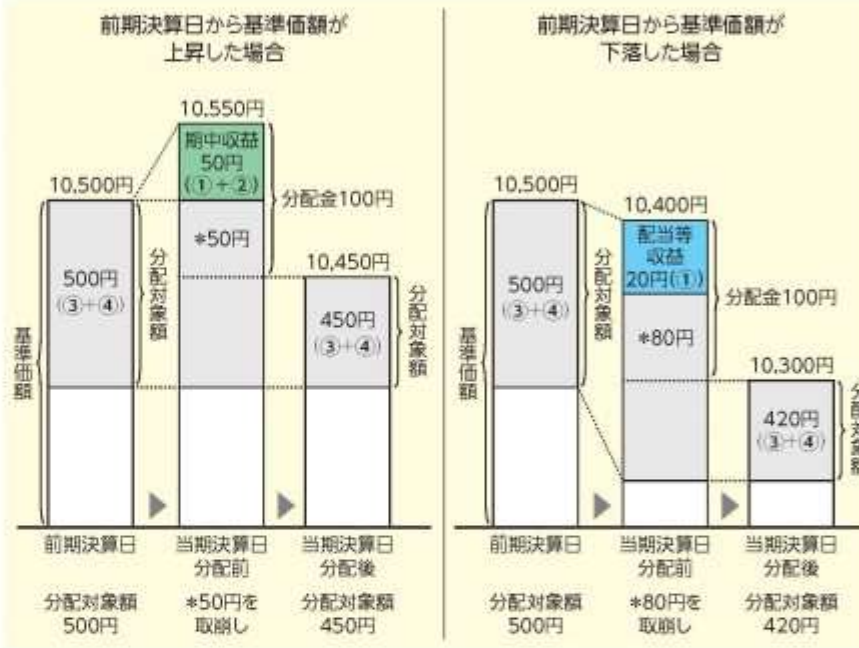 前期決算日から基準価額が
上昇した場合
10,550円
期中収益
50円
(①+②)
10,500円
分配金100円
*50円
10,450円
500円
(③+④)
分配対象額
450円
(③+④)
分配対象額
基準価額
前期決算日
当期決算日
分配前
当期決算日
分配後
分配対象額
500円
*50円を
取崩し
分配対象額
450円
前期決算日から基準価額が
下落した場合
10,500円
10,400円
配当等
収益
20円(①)
分配金100円
500円
(③+④)
分配対象額
*80円
10,300円
420円
(③+④)
分配対象額
基準価額
前期決算日
当期決算日
分配前
当期決算日
分配後
分配対象額
500円
*80円を
取崩し
分配対象額
420円